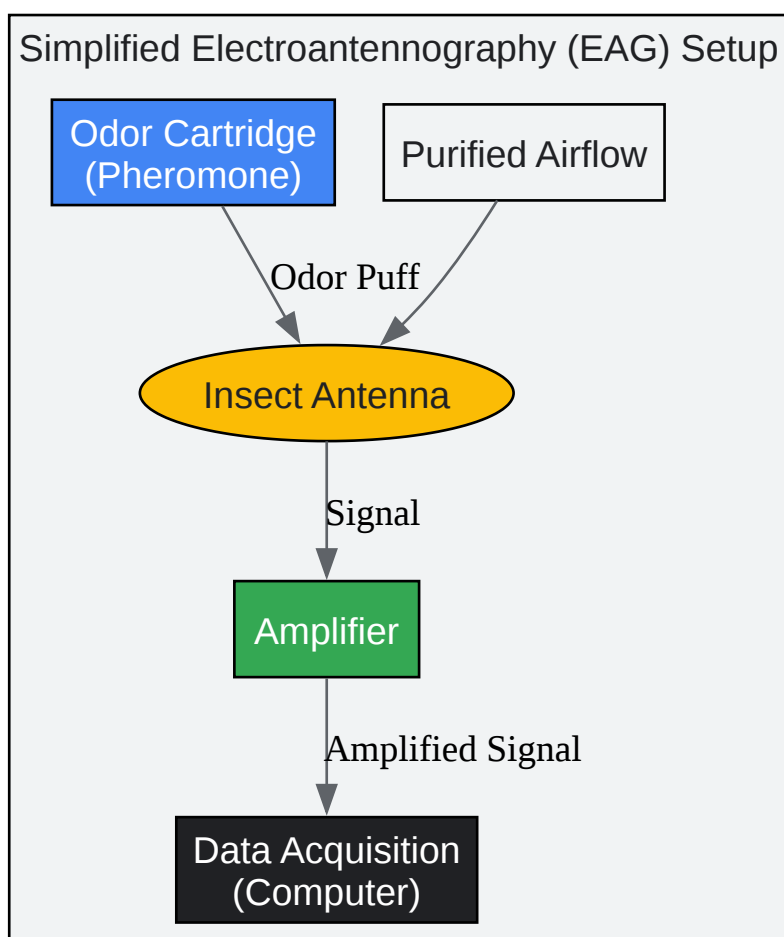 Simplified Electroantennography (EAG) Setup
Odor Cartridge
(Pheromone)
Purified Airflow
Odor Puff
Insect Antenna
Signal
Amplifier
Amplified Signal
Data Acquisition
(Computer)